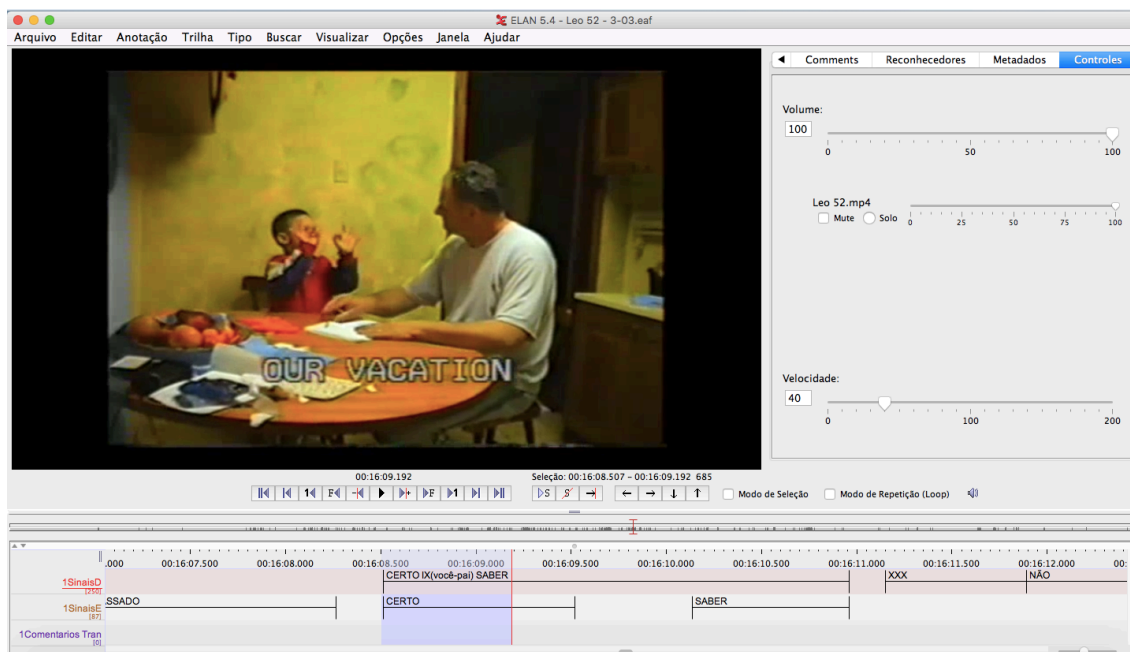 ELAN 5.4 - Leo 52 - 3-03.eaf
Arquivo Editar Anotação Trilha Tipo Buscar Visualizar Opções Janela Ajudar
Comments Reconhecedores Metadados Controles
Volume:
100
0 50 100
Leo 52.mp4
Mute Solo 0 25 50 75 100
OUR VACATION
Velocidade:
40
0 100 200
00:16:09.192 Seleção: 00:16:08.507 - 00:16:09.192 685
1 F F 1 S S Modo de Seleção Modo de Repetição (Loop)
.000 00:16:07.500 00:16:08.000 00:16:08.500 00:16:09.000 00:16:09.500 00:16:10.000 00:16:10.500 00:16:11.000 00:16:11.500 00:16:12.000 00:
1SinaisD CERTO IX(você-pai) SABER XXX NÃO
[250]
1SinaisE SSADO CERTO SABER
[87]
1Comentarios Tran
[0]